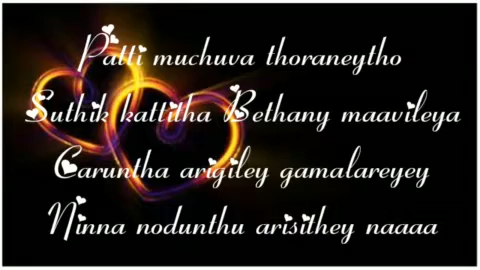 Patti muchuva thoraneytho
Suthik kattitha Bethany maavileya
Caruntha arigiley gamalareyey
Ninna nodunthu arisithey naaaa